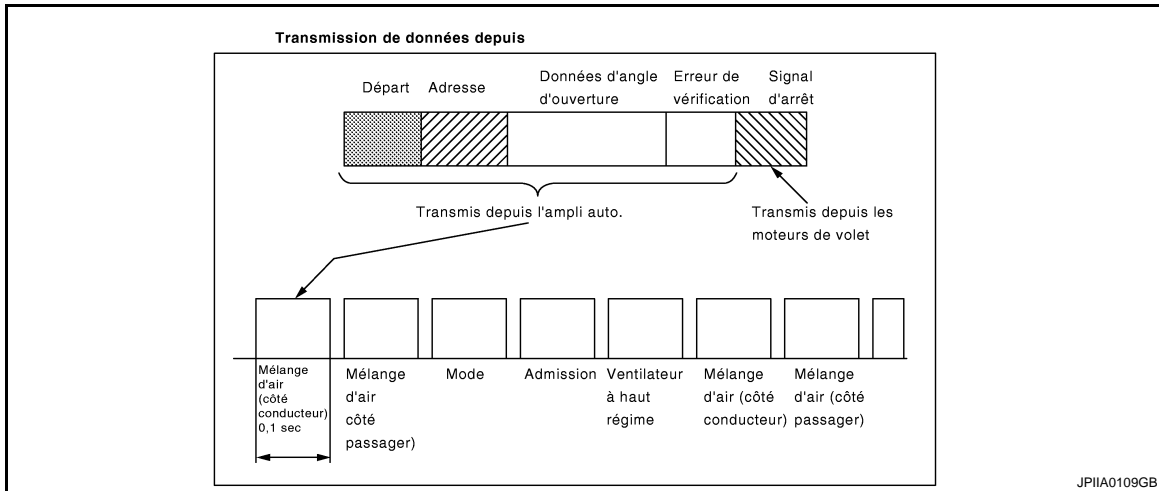 Transmission de données depuis
Départ
Adresse
Données d'angle
d'ouverture
Erreur de
vérification
Signal
d'arrêt
Transmis depuis l'ampli auto.
Transmis depuis les
moteurs de volet
Mélange
d'air
(côté
conducteur)
0,1 sec
Mélange
d'air
côté
passager)
Mode
Admission
Ventilateur
à haut
régime
Mélange
d'air (côté
conducteur)
Mélange
d'air (côté
passager)
JPIIA0109GB